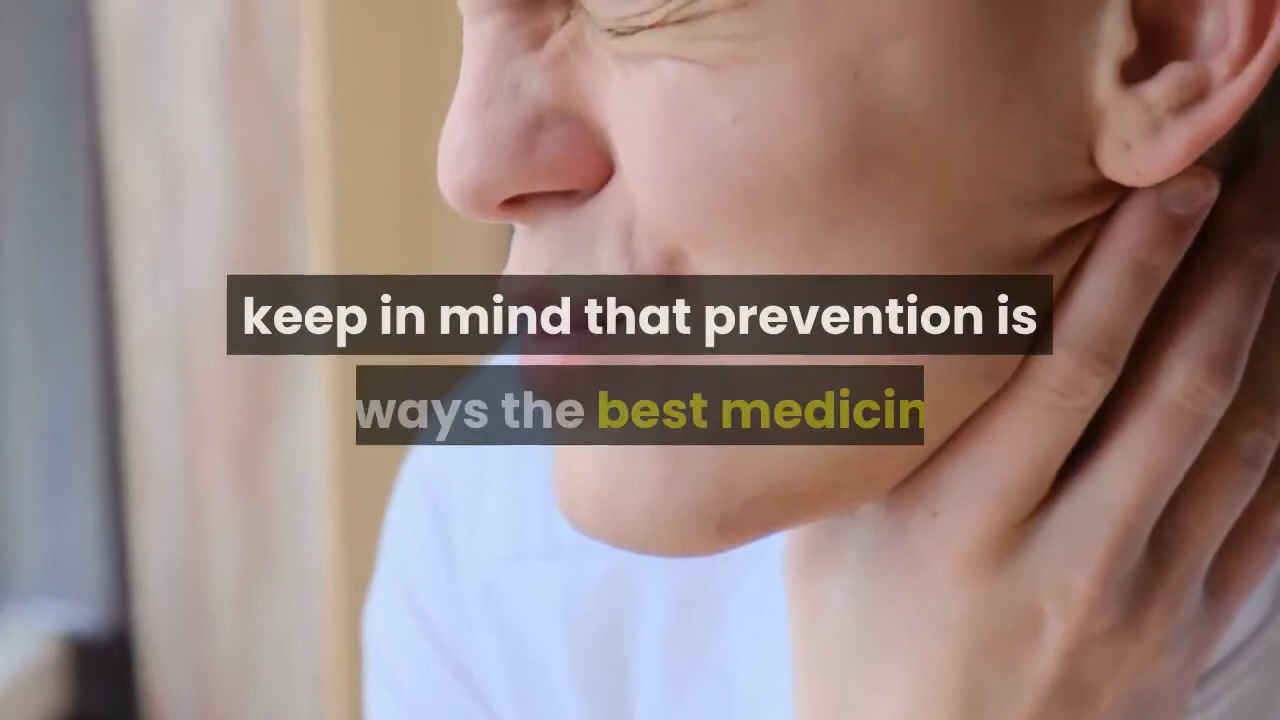 keep in mind that prevention is
ways the best medicin